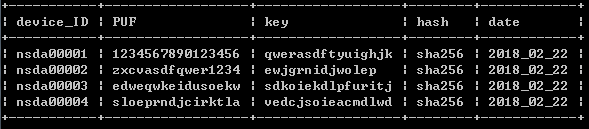 device_ID PUF key hash date
nsda00001 1234567890123456 qwerasdftyuighjk sha256 2018_02_22
nsda00002 zxcvasdfqwer1234 ewjgrnidjwolep sha256 2018_02_22
nsda00003 edweqwkeidusoekw sdkoiekdlpfuritj sha256 2018_02_22
nsda00004 sloeprndjcirktla vedcjsoieacmdlwd sha256 2018_02_22